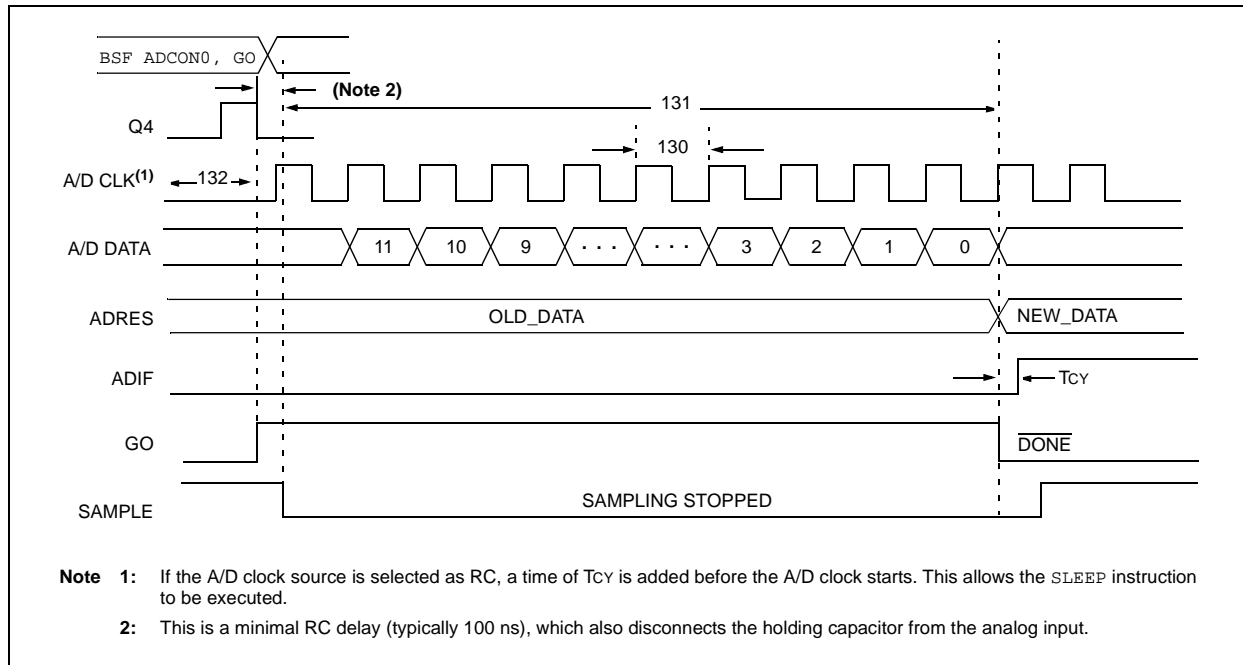 BSF ADCON0, GO
(Note 2)
131
Q4
130
A/D CLK(1)
132
A/D DATA
11 10 9 . . . . . . 3 2 1 0
ADRES
OLD_DATA
NEW_DATA
ADIF
TCY
GO
DONE
SAMPLE
SAMPLING STOPPED
Note 1: If the A/D clock source is selected as RC, a time of TCY is added before the A/D clock starts. This allows the SLEEP instruction
to be executed.
2: This is a minimal RC delay (typically 100 ns), which also disconnects the holding capacitor from the analog input.